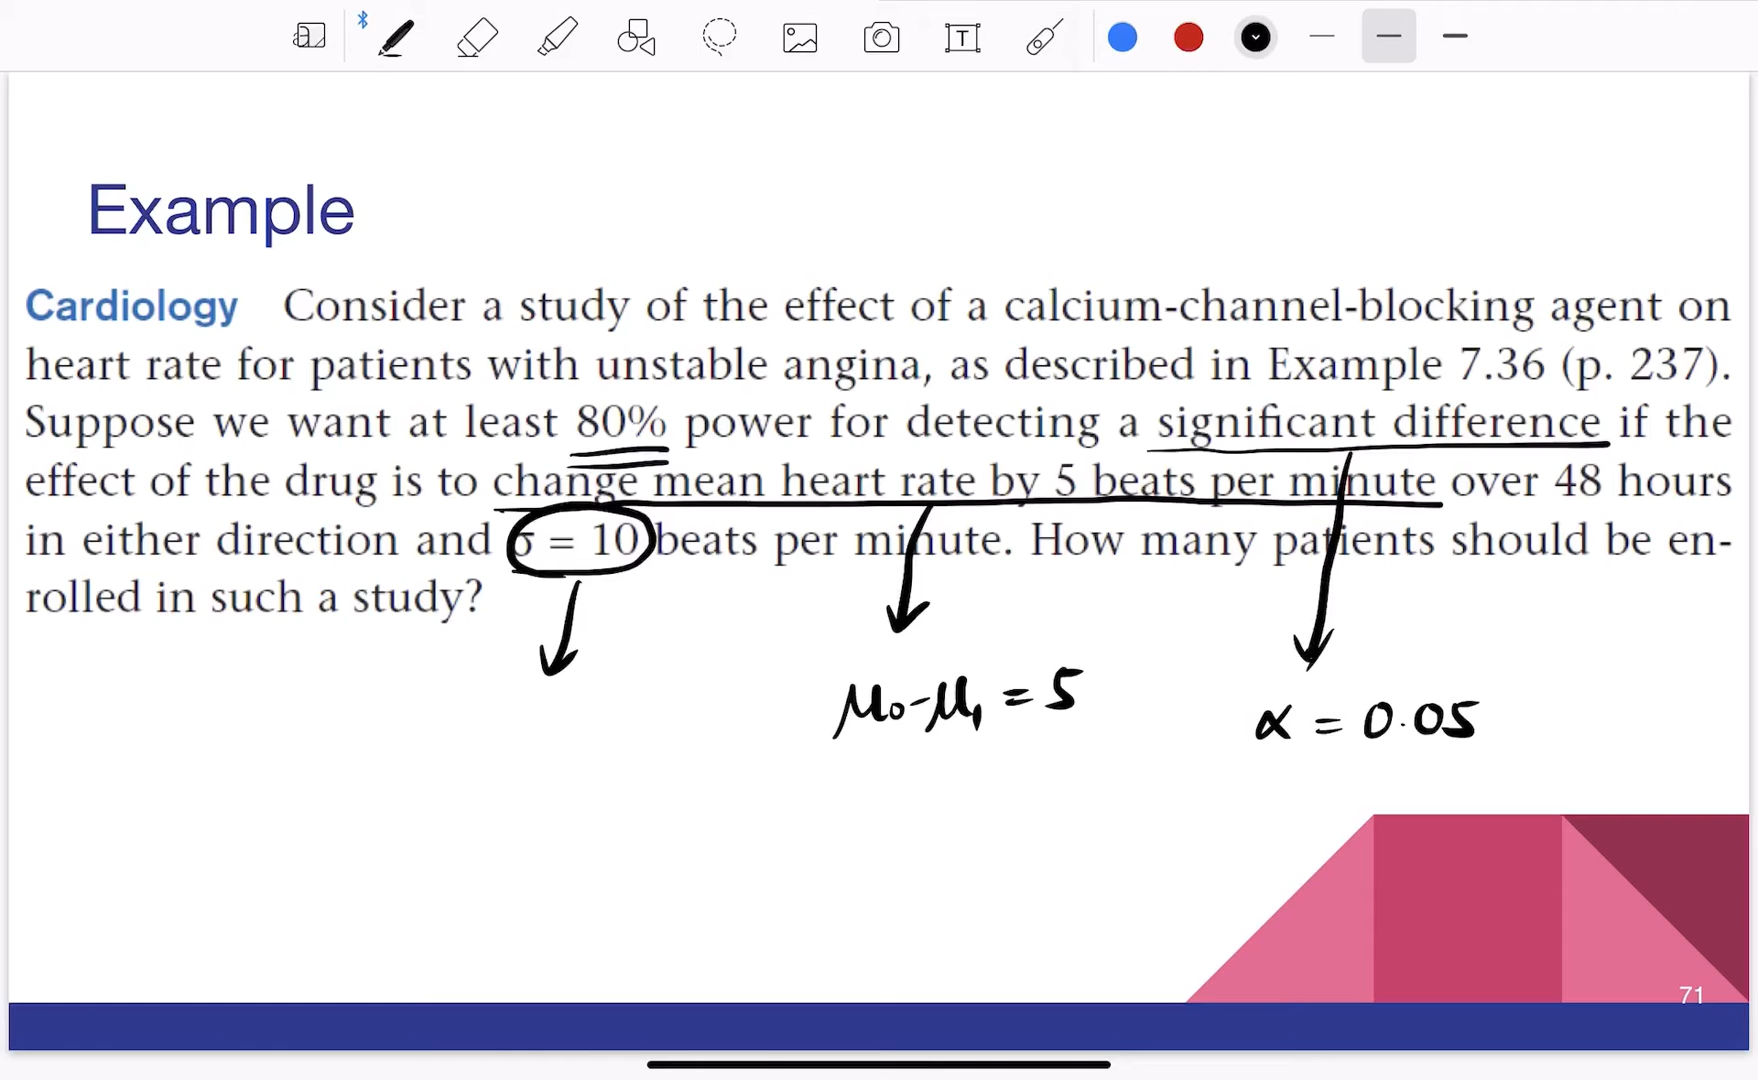 Example
Cardiology Consider a study of the effect of a calcium-channel-blocking agent on
heart rate for patients with unstable angina, as described in Example 7.36 (p. 237).
Suppose we want at least 80% power for detecting a significant difference if the
effect of the drug is to change mean heart rate by 5 beats per minute over 48 hours
in either direction and σ = 10 beats per minute. How many patients should be en-
rolled in such a study?
μ₀-μ₁ = 5
α = 0.05
71